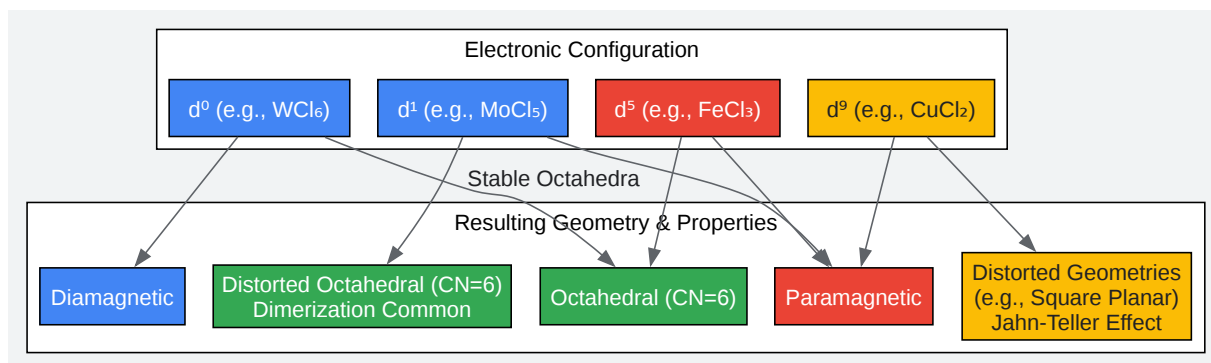 Electronic Configuration
d⁰ (e.g., WCl₆)
d¹ (e.g., MoCl₅)
d⁵ (e.g., FeCl₃)
d⁹ (e.g., CuCl₂)
Stable Octahedra
Resulting Geometry & Properties
Diamagnetic
Distorted Octahedral (CN=6)
Dimerization Common
Octahedral (CN=6)
Paramagnetic
Distorted Geometries
(e.g., Square Planar)
Jahn-Teller Effect